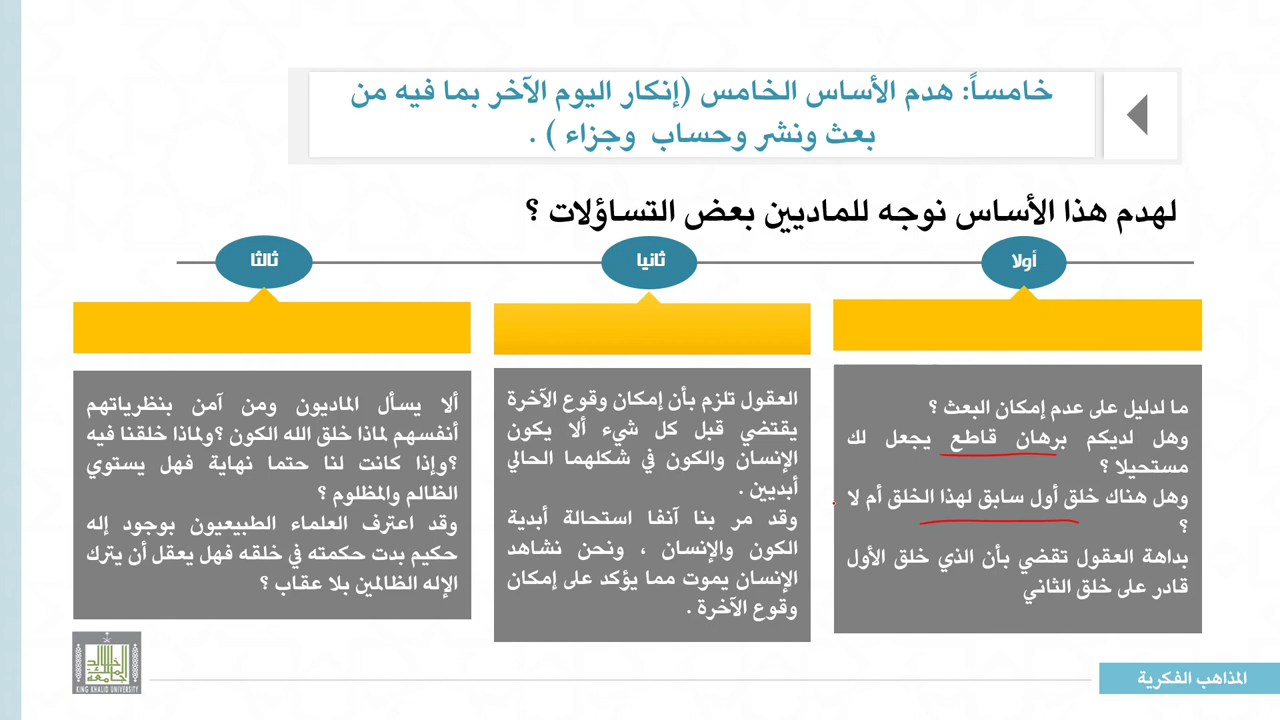 خامساً: هدم الأساس الخامس (إنكار اليوم الآخر بما فيه من
بعث ونشر وحساب وجزاء ) .
لهدم هذا الأساس نوجه للماديين بعض التساؤلات ؟
أولا
ما لدليل على عدم إمكان البعث ؟
وهل لديكم برهان قاطع يجعل لك
مستحيلا ؟
وهل هناك خلق أول سابق لهذا الخلق أم لا
؟
بداهة العقول تقضي بأن الذي خلق الأول
قادر على خلق الثاني
ثانيا
العقول تلزم بأن إمكان وقوع الآخرة
يقتضي قبل كل شيء ألا يكون
الإنسان والكون في شكلهما الحالي
أبديين .
وقد مر بنا آنفا استحالة أبدية
الكون والإنسان ، ونحن نشاهد
الإنسان يموت مما يؤكد على إمكان
وقوع الآخرة .
ثالثا
ألا يسأل الماديون ومن آمن بنظرياتهم
أنفسهم لماذا خلق الله الكون ؟ولماذا خلقنا فيه
؟وإذا كانت لنا حتما نهاية فهل يستوي
الظالم والمظلوم ؟
وقد اعترف العلماء الطبيعيون بوجود إله
حكيم بدت حكمته في خلقه فهل يعقل أن يترك
الإله الظالمين بلا عقاب ؟
جامعة الملك خالد
KING KHALID UNIVERSITY
المذاهب الفكرية